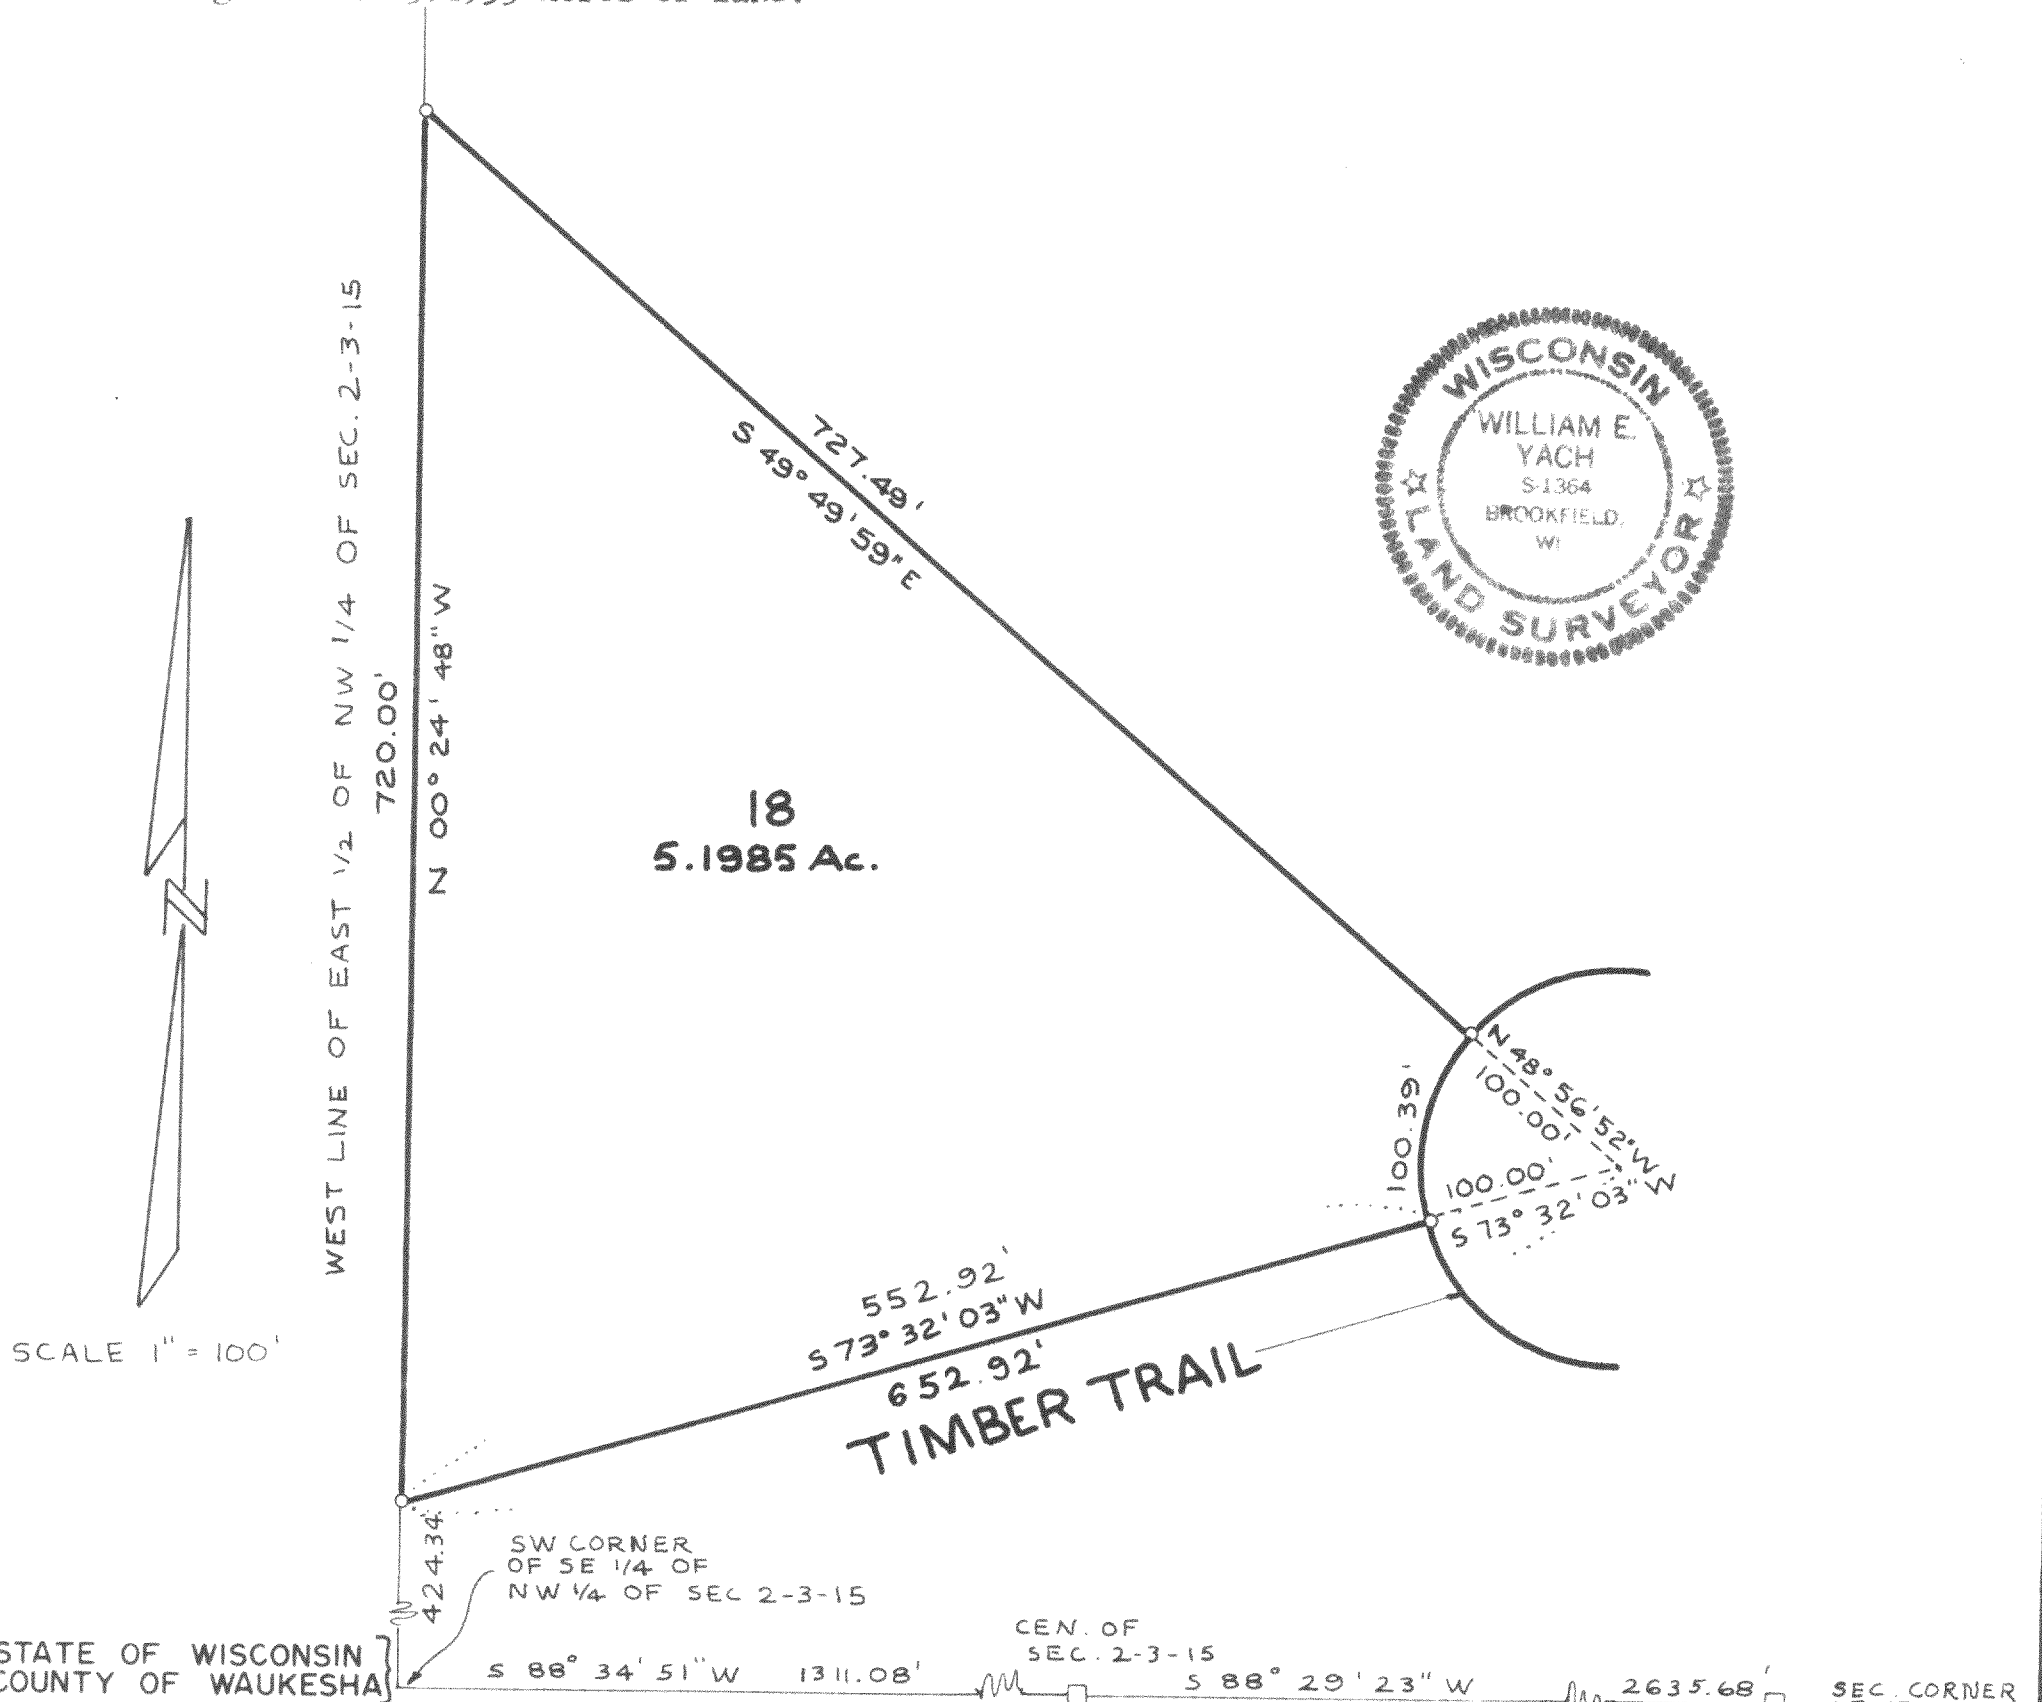 WEST LINE OF EAST 1/2 OF NW 1/4 OF SEC. 2-3-15
720.00'
N 00° 24' 48" W
727.49'
S 49° 49' 59" E
18
5.1985 Ac.
WISCONSIN
WILLIAM E.
YACH
S-1364
BROOKFIELD,
WI
LAND SURVEYOR
N
SCALE 1" = 100'
100.39'
N 48° 56' 52" W
100.00'
100.00'
S 73° 32' 03" W
552.92'
S 73° 32' 03" W
652.92'
TIMBER TRAIL
424.34
SW CORNER
OF SE 1/4 OF
NW 1/4 OF SEC 2-3-15
STATE OF WISCONSIN
COUNTY OF WAUKESHA
S 88° 34' 51" W 1311.08'
CEN. OF
SEC. 2-3-15
S 88° 29' 23" W 2635.68'
SEC. CORNER